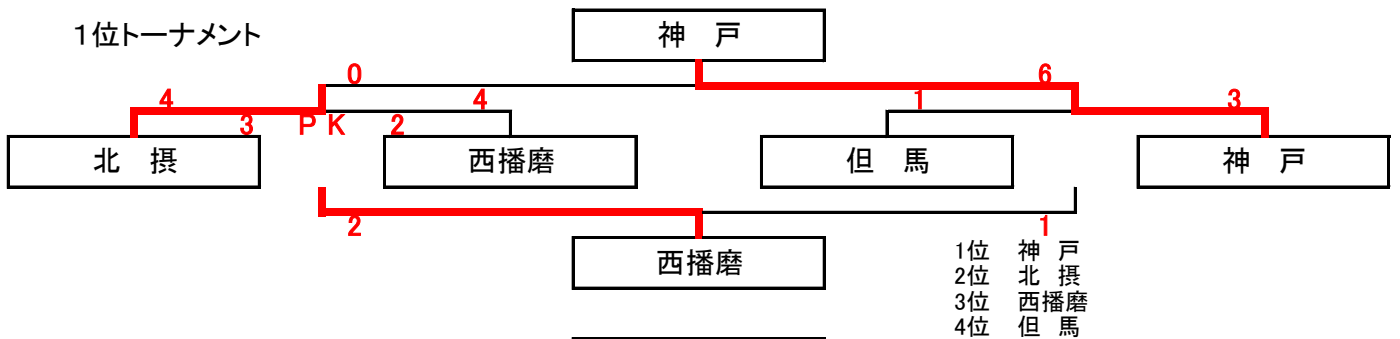 1位トーナメント
神 戸
0 6
4 4 1 3
3 PK 2
北 摂 西播磨 但 馬 神 戸
2 1
西播磨
1位 神 戸
2位 北 摂
3位 西播磨
4位 但 馬